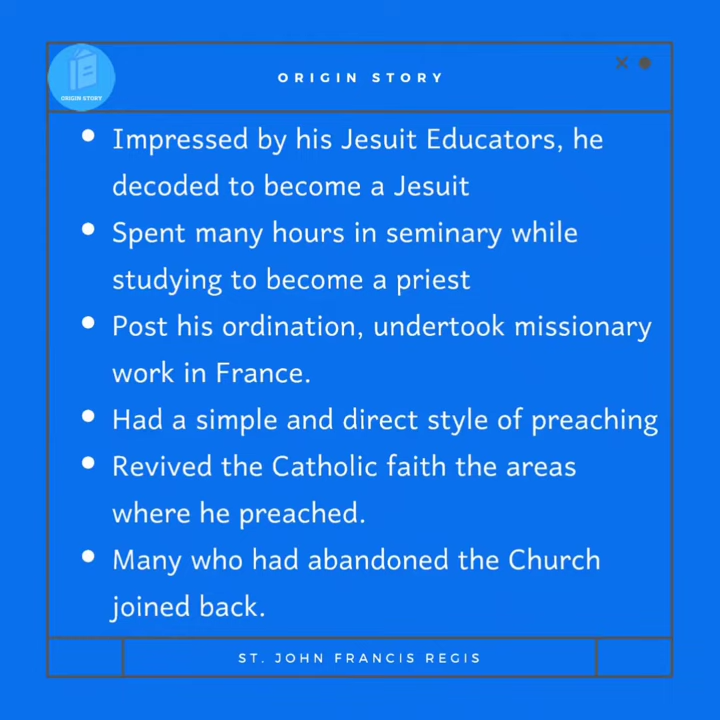 ORIGIN STORY
ORIGIN STORY
• Impressed by his Jesuit Educators, he
decoded to become a Jesuit
• Spent many hours in seminary while
studying to become a priest
• Post his ordination, undertook missionary
work in France.
• Had a simple and direct style of preaching
• Revived the Catholic faith the areas
where he preached.
• Many who had abandoned the Church
joined back.
ST. JOHN FRANCIS REGIS